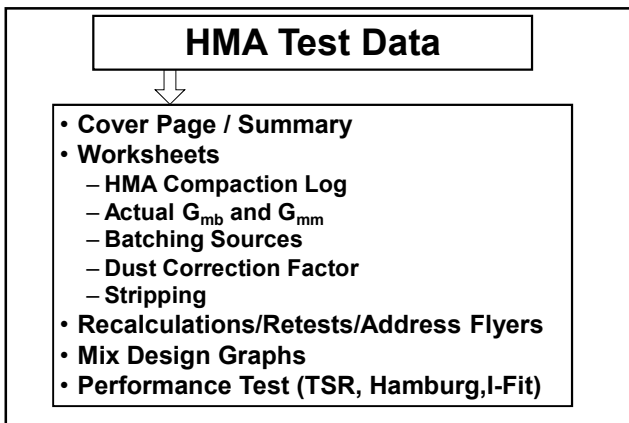 HMA Test Data
• Cover Page / Summary
• Worksheets
– HMA Compaction Log
– Actual Gmb and Gmm
– Batching Sources
– Dust Correction Factor
– Stripping
• Recalculations/Retests/Address Flyers
• Mix Design Graphs
• Performance Test (TSR, Hamburg,I-Fit)